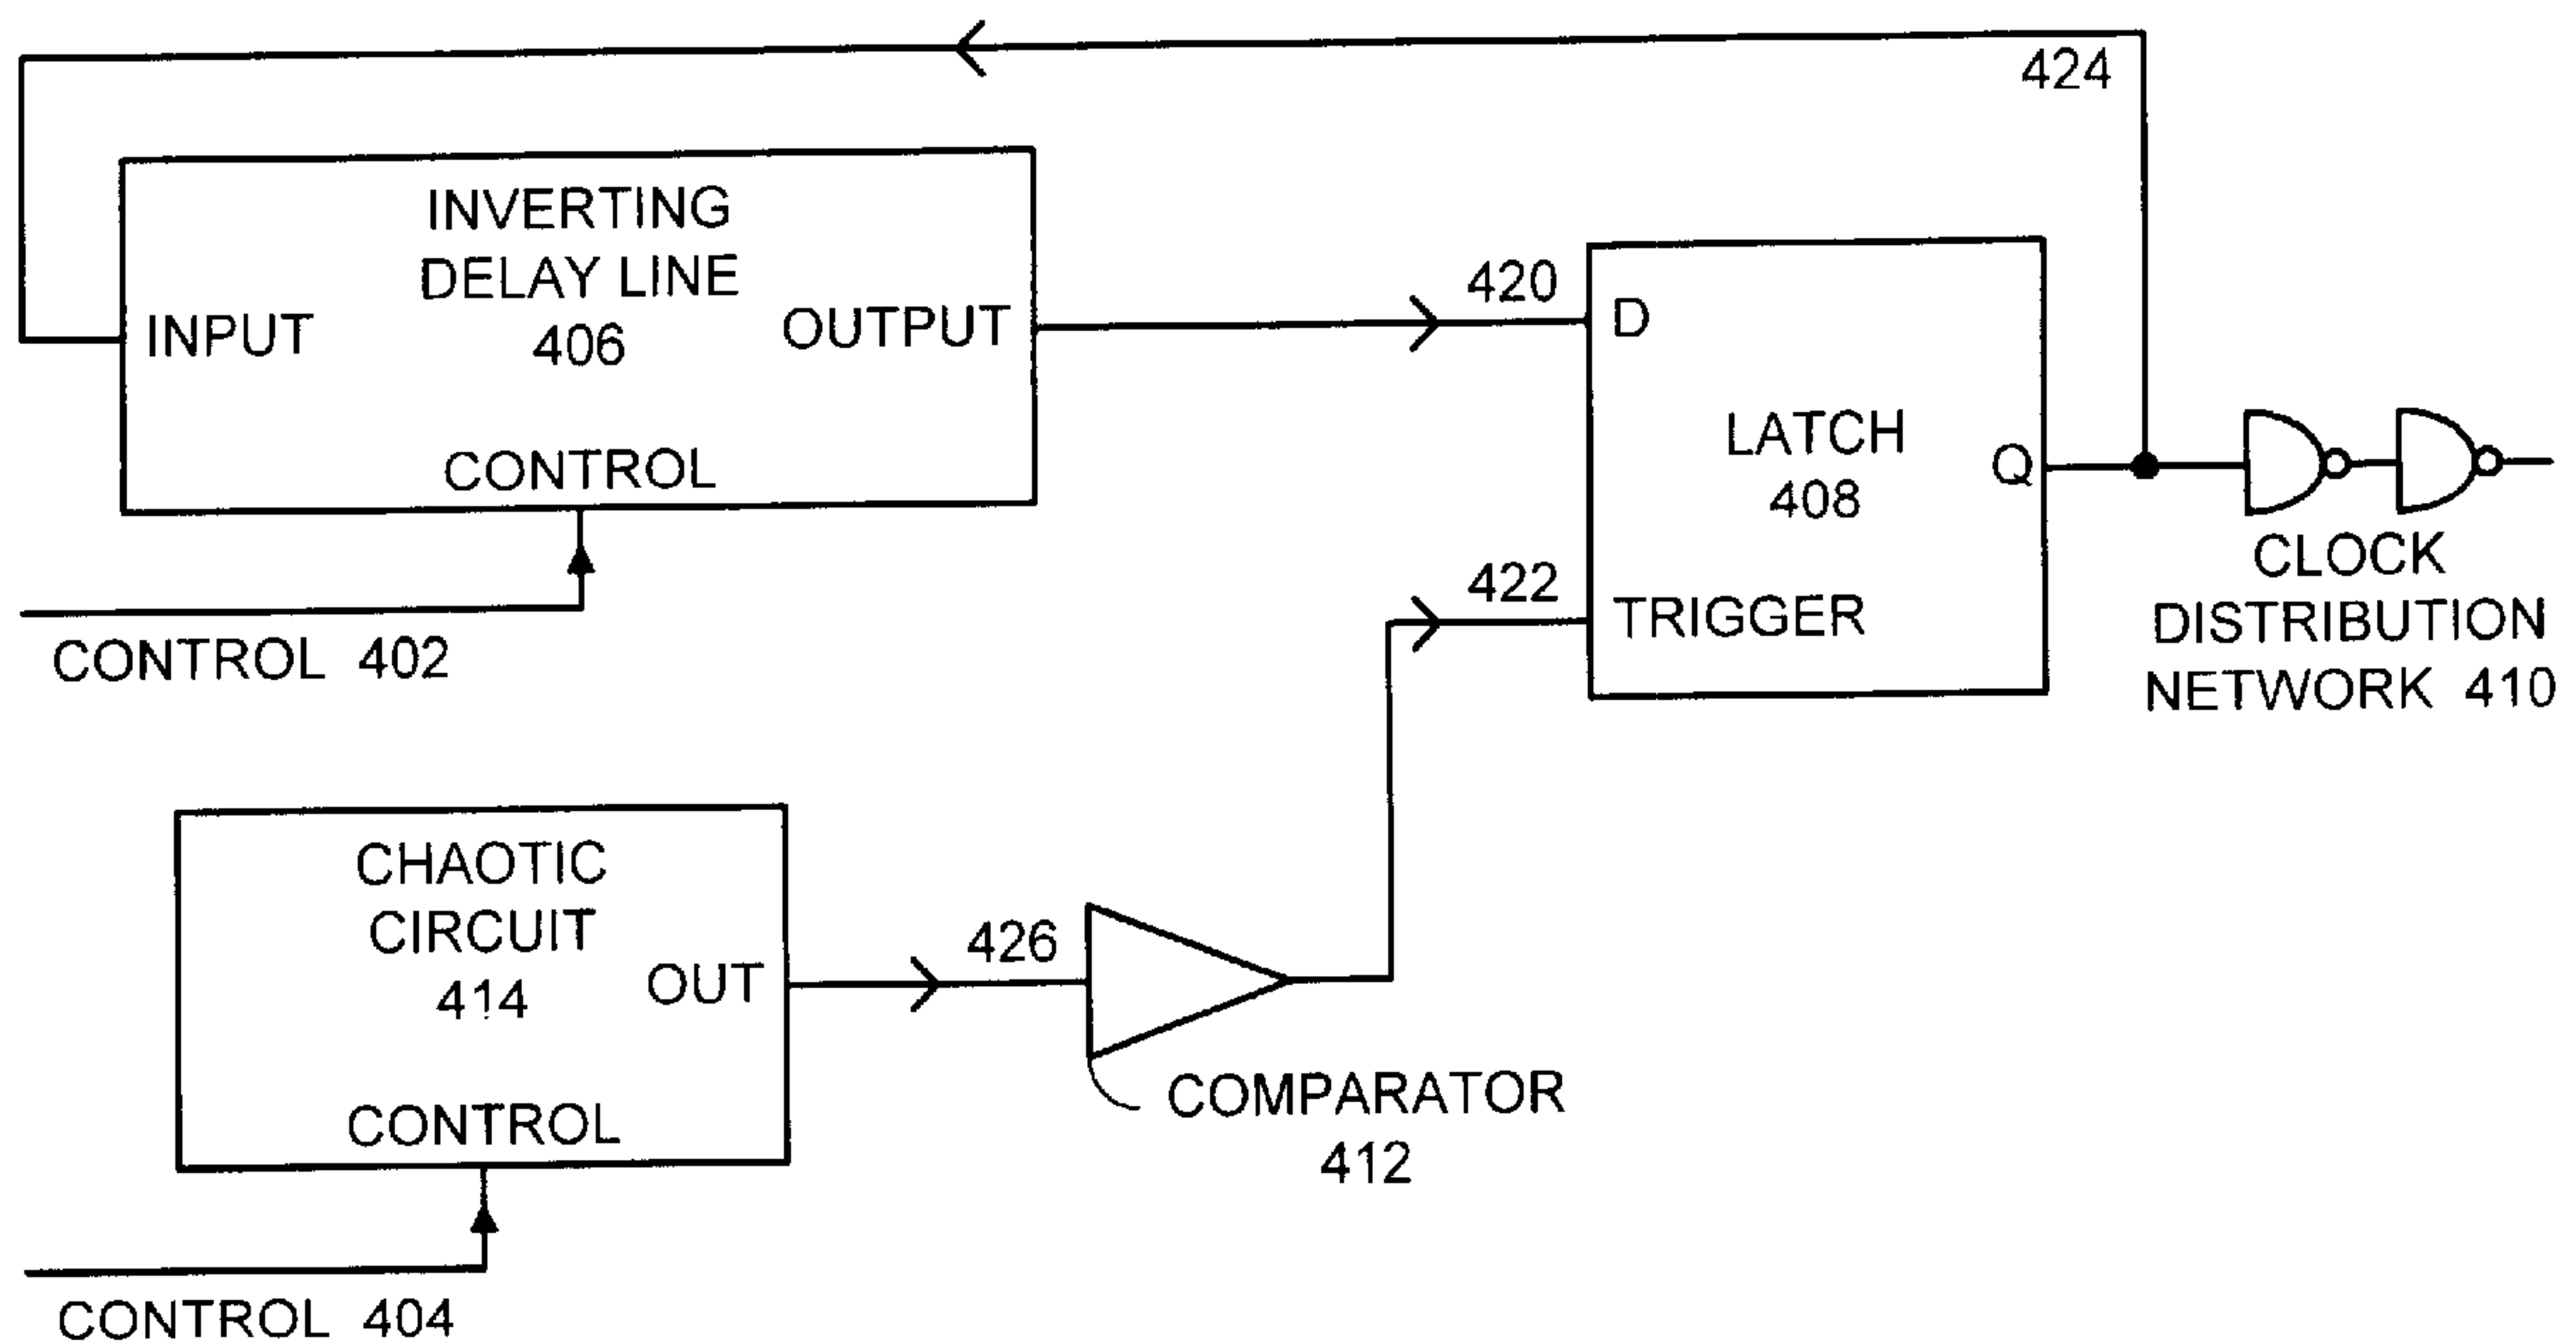 424
INVERTING
DELAY LINE
406
INPUT
OUTPUT
CONTROL
CONTROL 402
420
D
LATCH
408
Q
422
TRIGGER
CLOCK
DISTRIBUTION
NETWORK 410
CHAOTIC
CIRCUIT
414
OUT
CONTROL
CONTROL 404
426
COMPARATOR
412